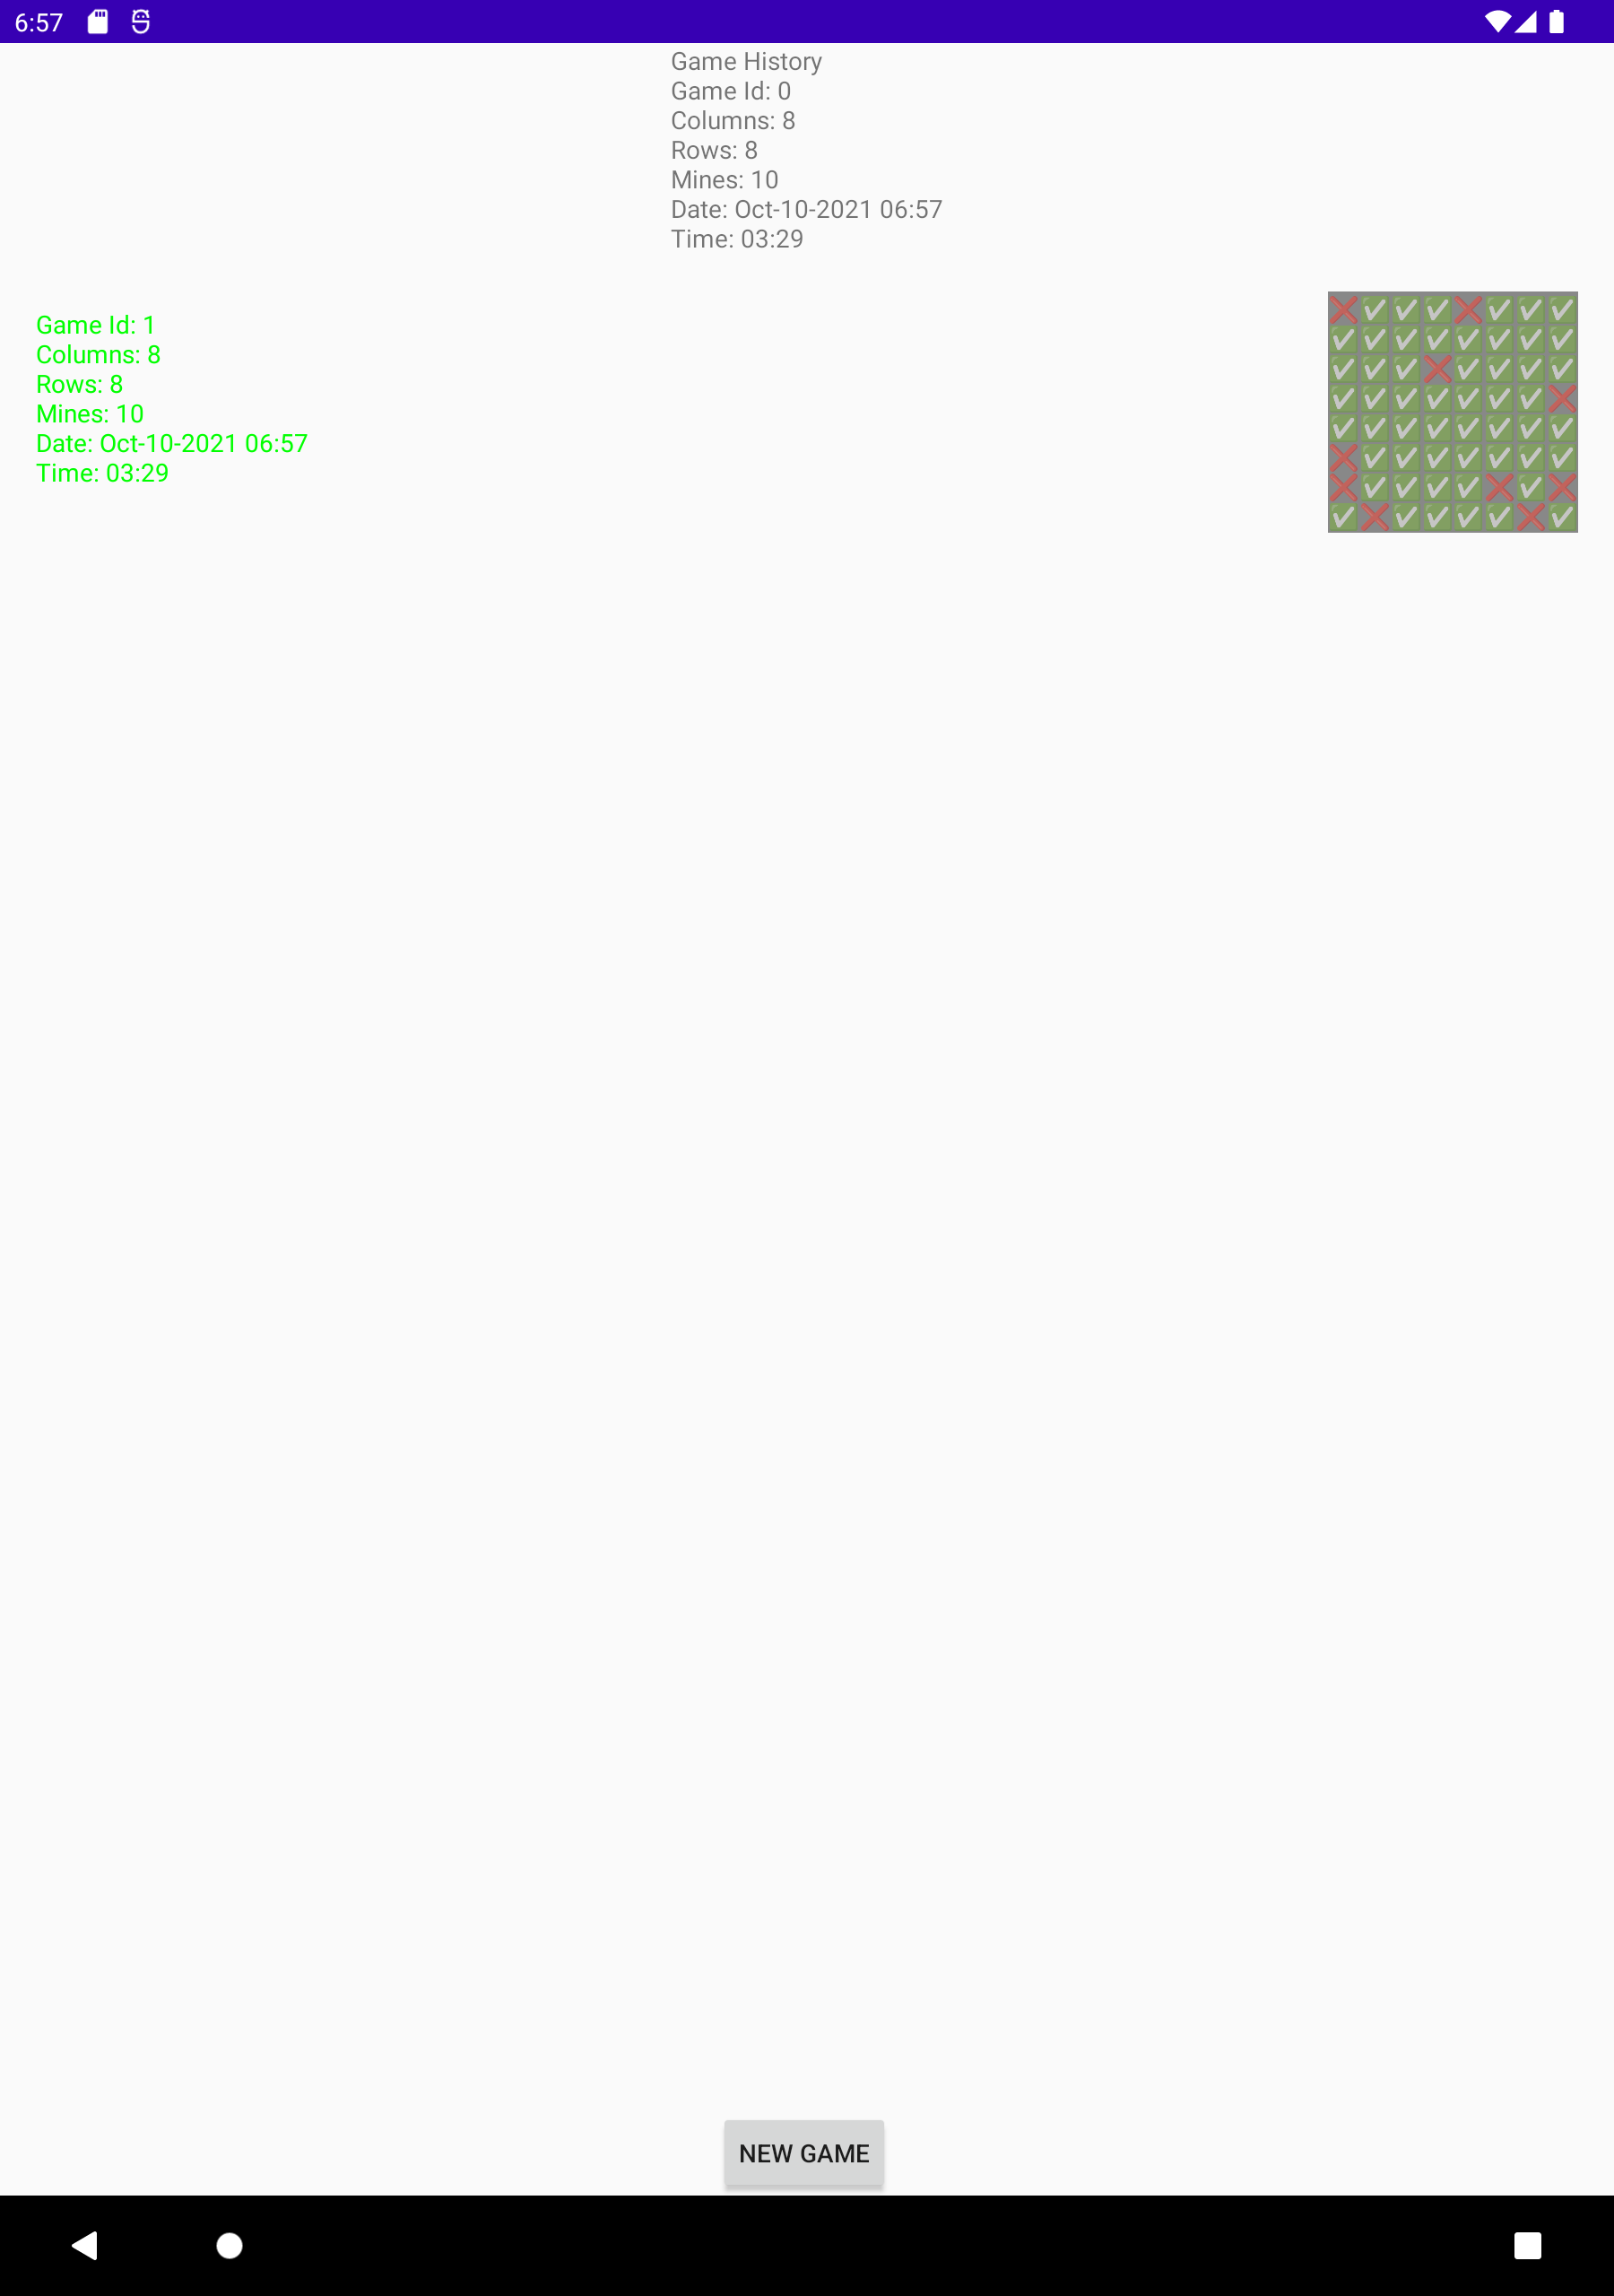 6:57
Game History
Game Id: 0
Columns: 8
Rows: 8
Mines: 10
Date: Oct-10-2021 06:57
Time: 03:29
Game Id: 1
Columns: 8
Rows: 8
Mines: 10
Date: Oct-10-2021 06:57
Time: 03:29
❌✅✅✅❌✅✅✅
✅✅✅✅✅✅✅✅
✅✅✅❌✅✅✅✅
✅✅✅✅✅✅✅❌
✅✅✅✅✅✅✅✅
❌✅✅✅✅✅✅✅
❌✅✅✅✅❌✅❌
✅❌✅✅✅✅❌✅
NEW GAME